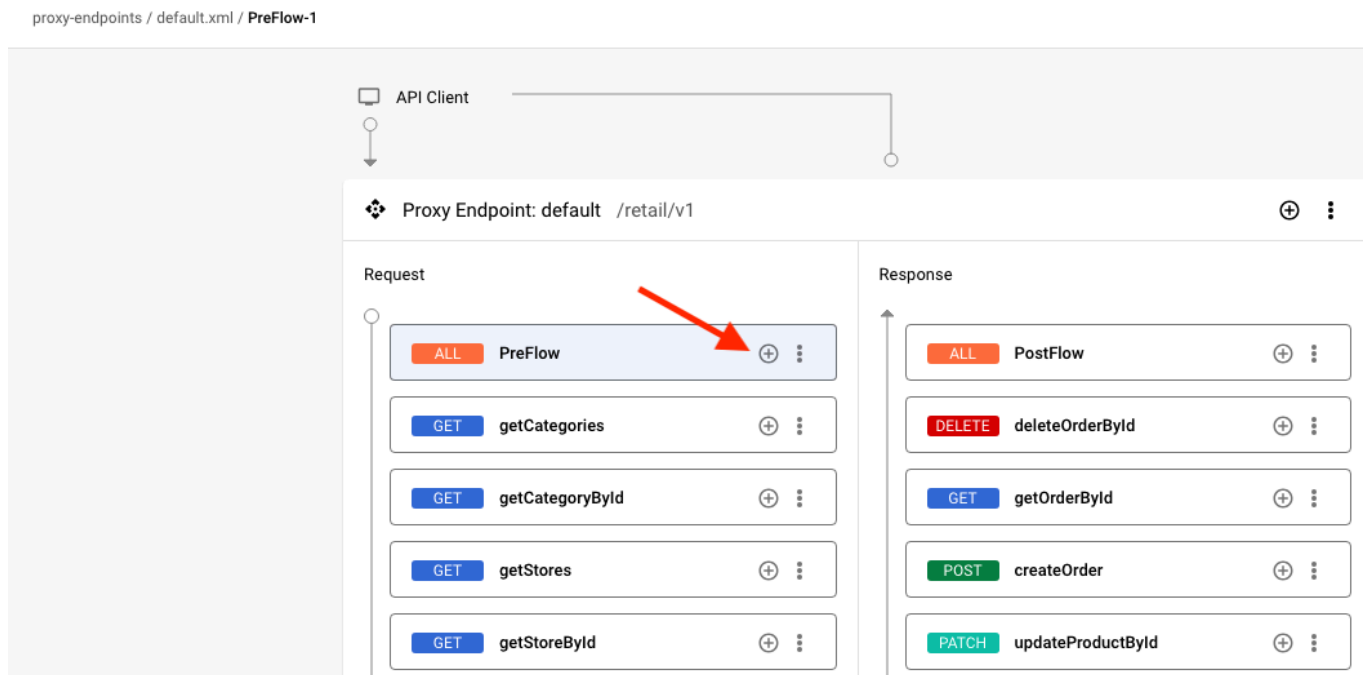 proxy-endpoints / default.xml / PreFlow-1
API Client
Proxy Endpoint: default /retail/v1
Request
ALL PreFlow
GET getCategories
GET getCategoryById
GET getStores
GET getStoreById
Response
ALL PostFlow
DELETE deleteOrderById
GET getOrderById
POST createOrder
PATCH updateProductById